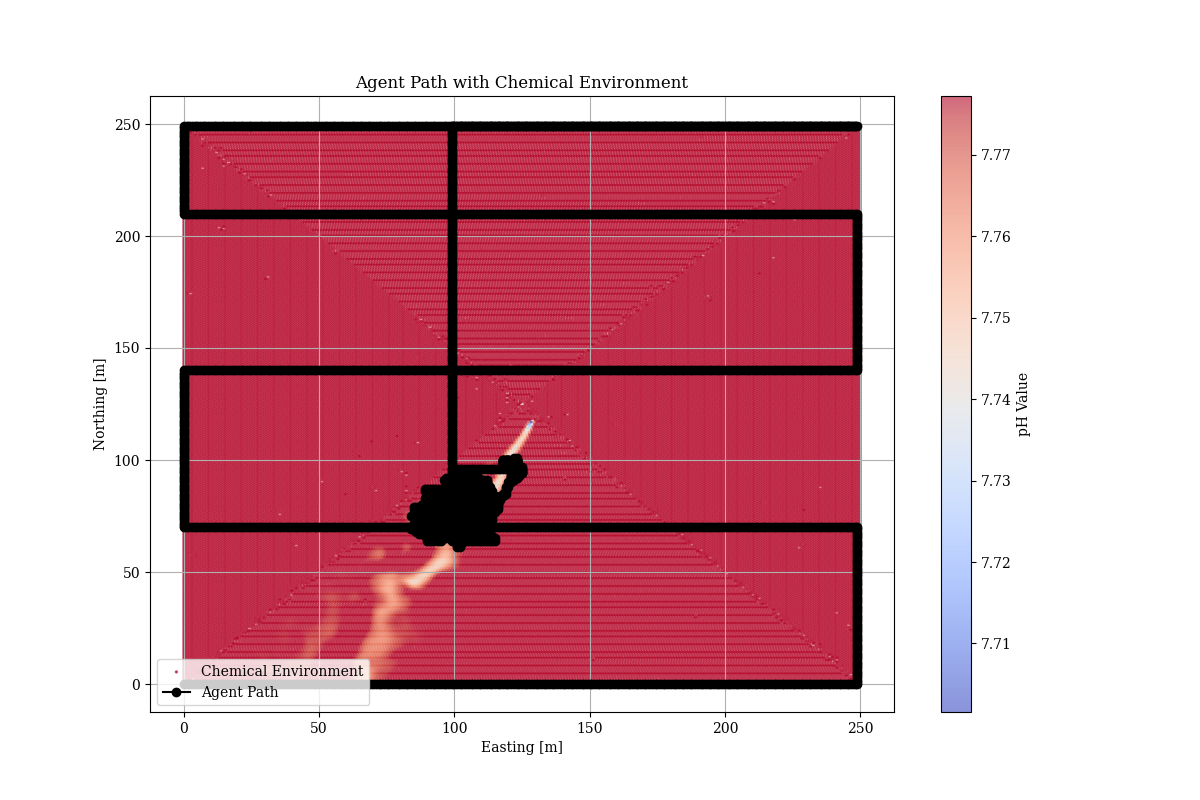 Agent Path with Chemical Environment
250
200
150
100
50
0
Northing [m]
0 50 100 150 200 250
Easting [m]
Chemical Environment
Agent Path
7.77
7.76
7.75
7.74
7.73
7.72
7.71
pH Value